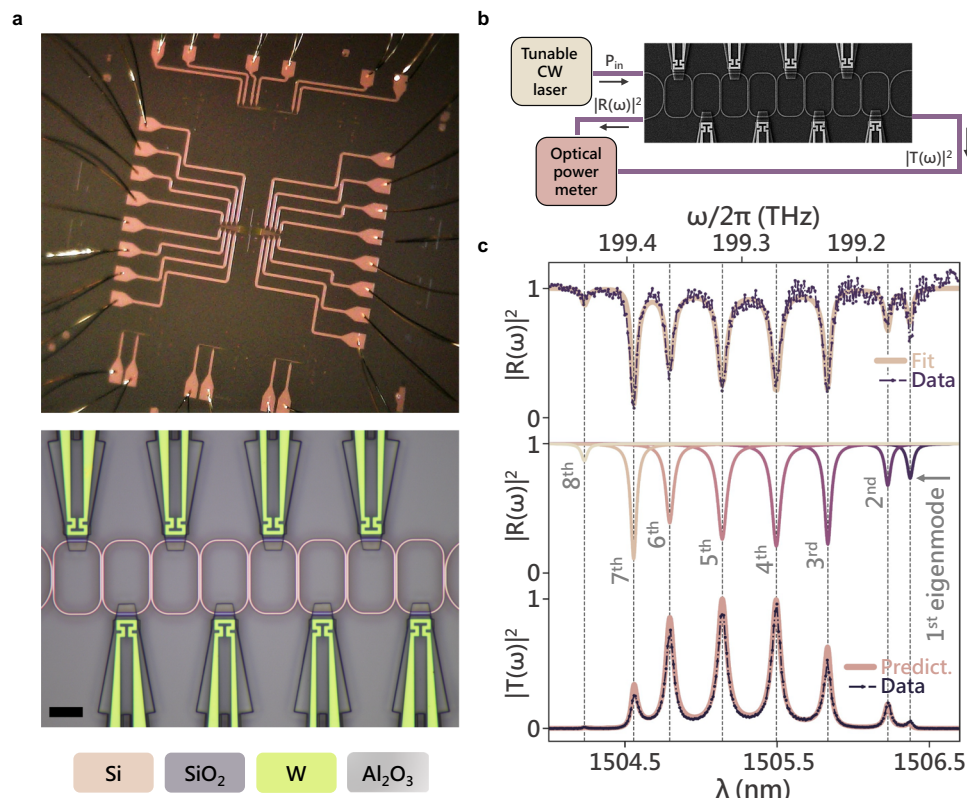 a
Si
SiO₂
W
Al₂O₃
b
Tunable
CW
laser
Pᵢₙ
|R(ω)|²
Optical
power
meter
|T(ω)|²
c
ω/2π (THz)
199.4
199.3
199.2
|R(ω)|²
1
0
Fit
Data
|R(ω)|²
1
0
8ᵗʰ
7ᵗʰ
6ᵗʰ
5ᵗʰ
4ᵗʰ
3ʳᵈ
2ⁿᵈ
1ˢᵗ eigenmode
|T(ω)|²
1
0
Predict.
Data
1504.5
1505.5
1506.5
λ (nm)